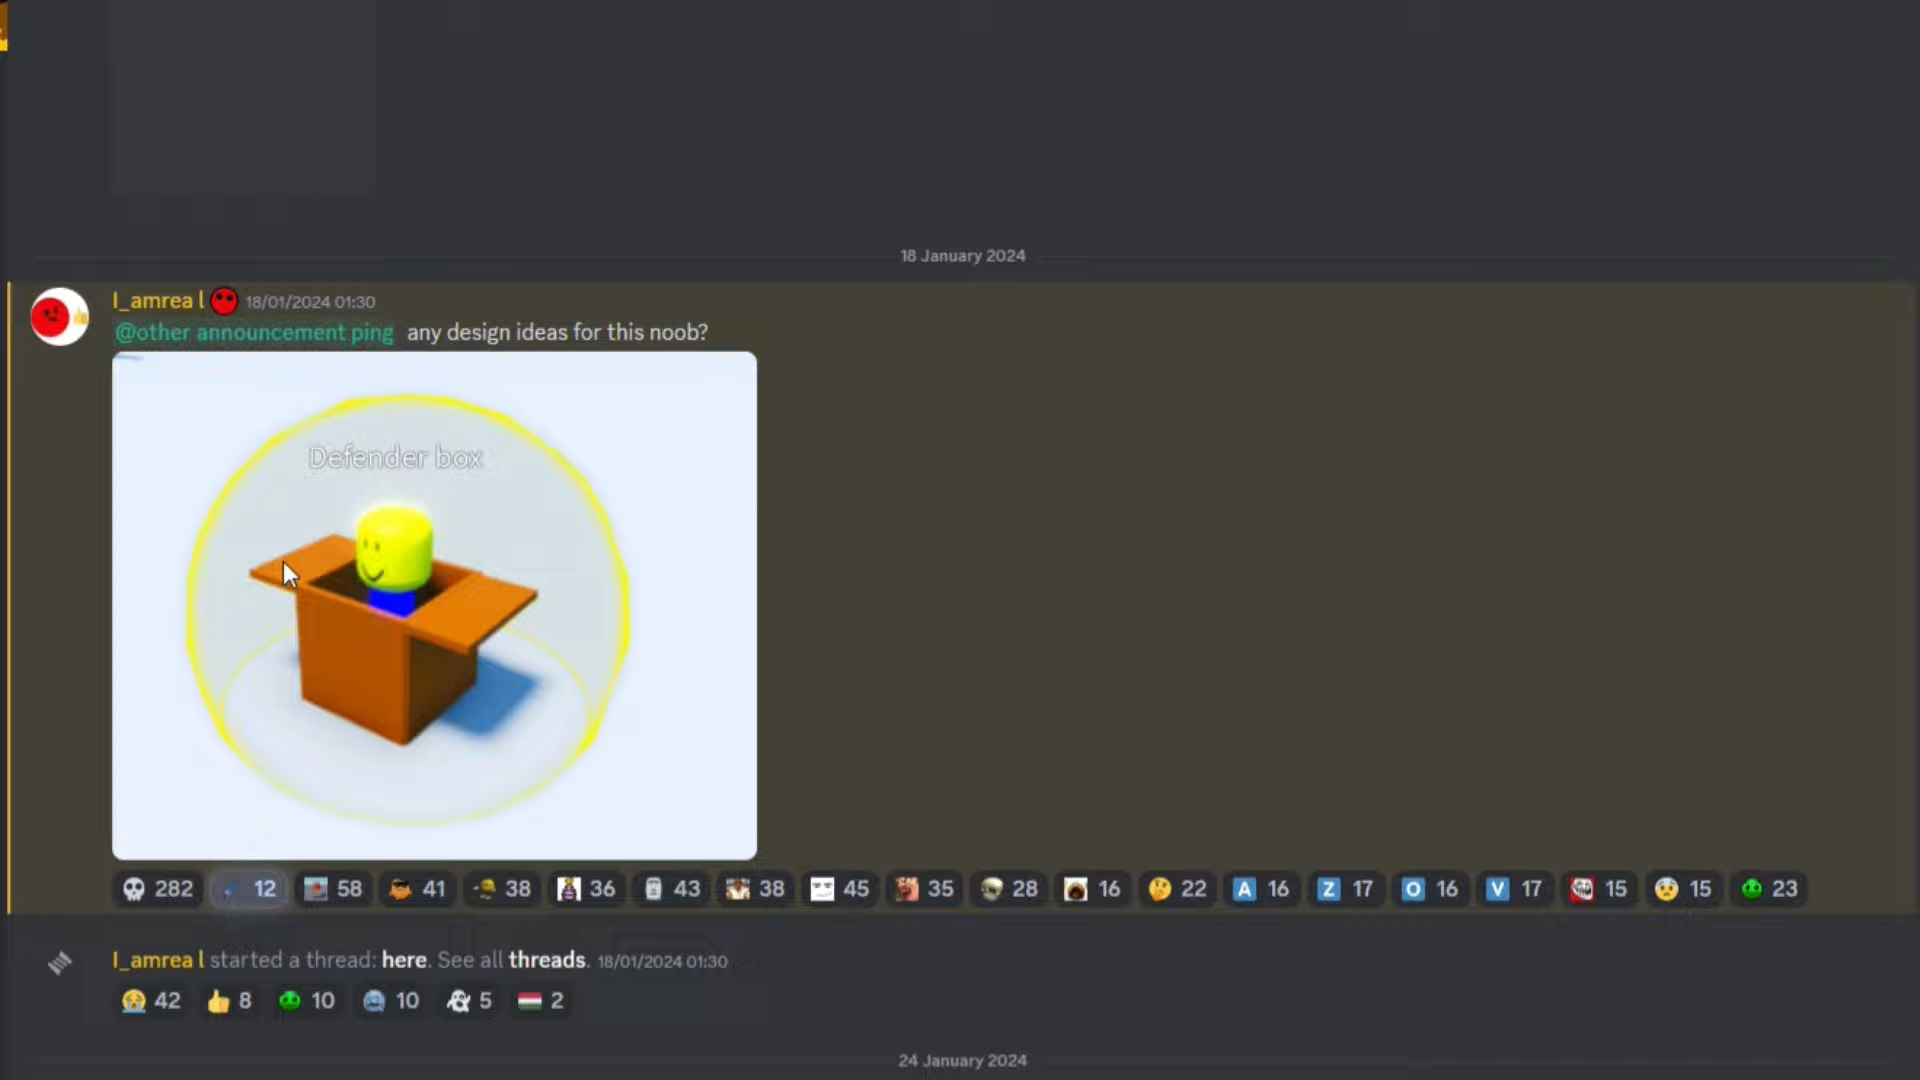 18 January 2024
I_amrea l 18/01/2024 01:30
@other announcement ping any design ideas for this noob?
Defender box
282 12 58 41 38 36 43 38 45 35 28 16 22 A 16 Z 17 O 16 V 17 15 15 23
I_amrea l started a thread: here. See all threads. 18/01/2024 01:30
42 8 10 10 5 2
24 January 2024